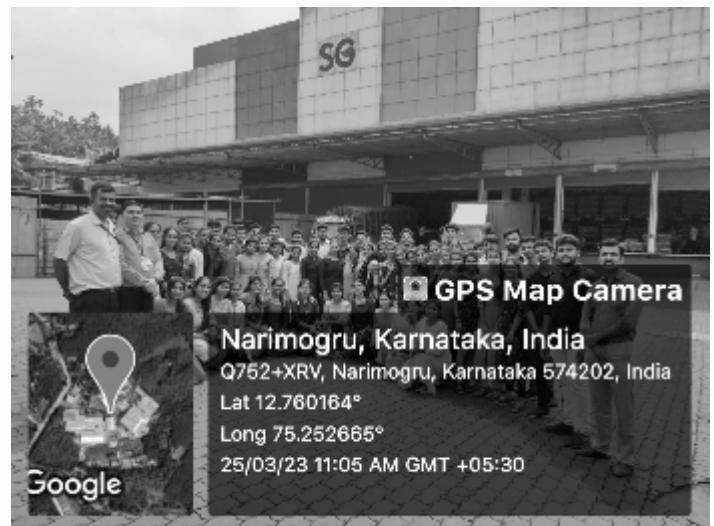 SG
GPS Map Camera
Narimogru, Karnataka, India
Q752+XRV, Narimogru, Karnataka 574202, India
Lat 12.760164°
Long 75.252665°
25/03/23 11:05 AM GMT +05:30
Google